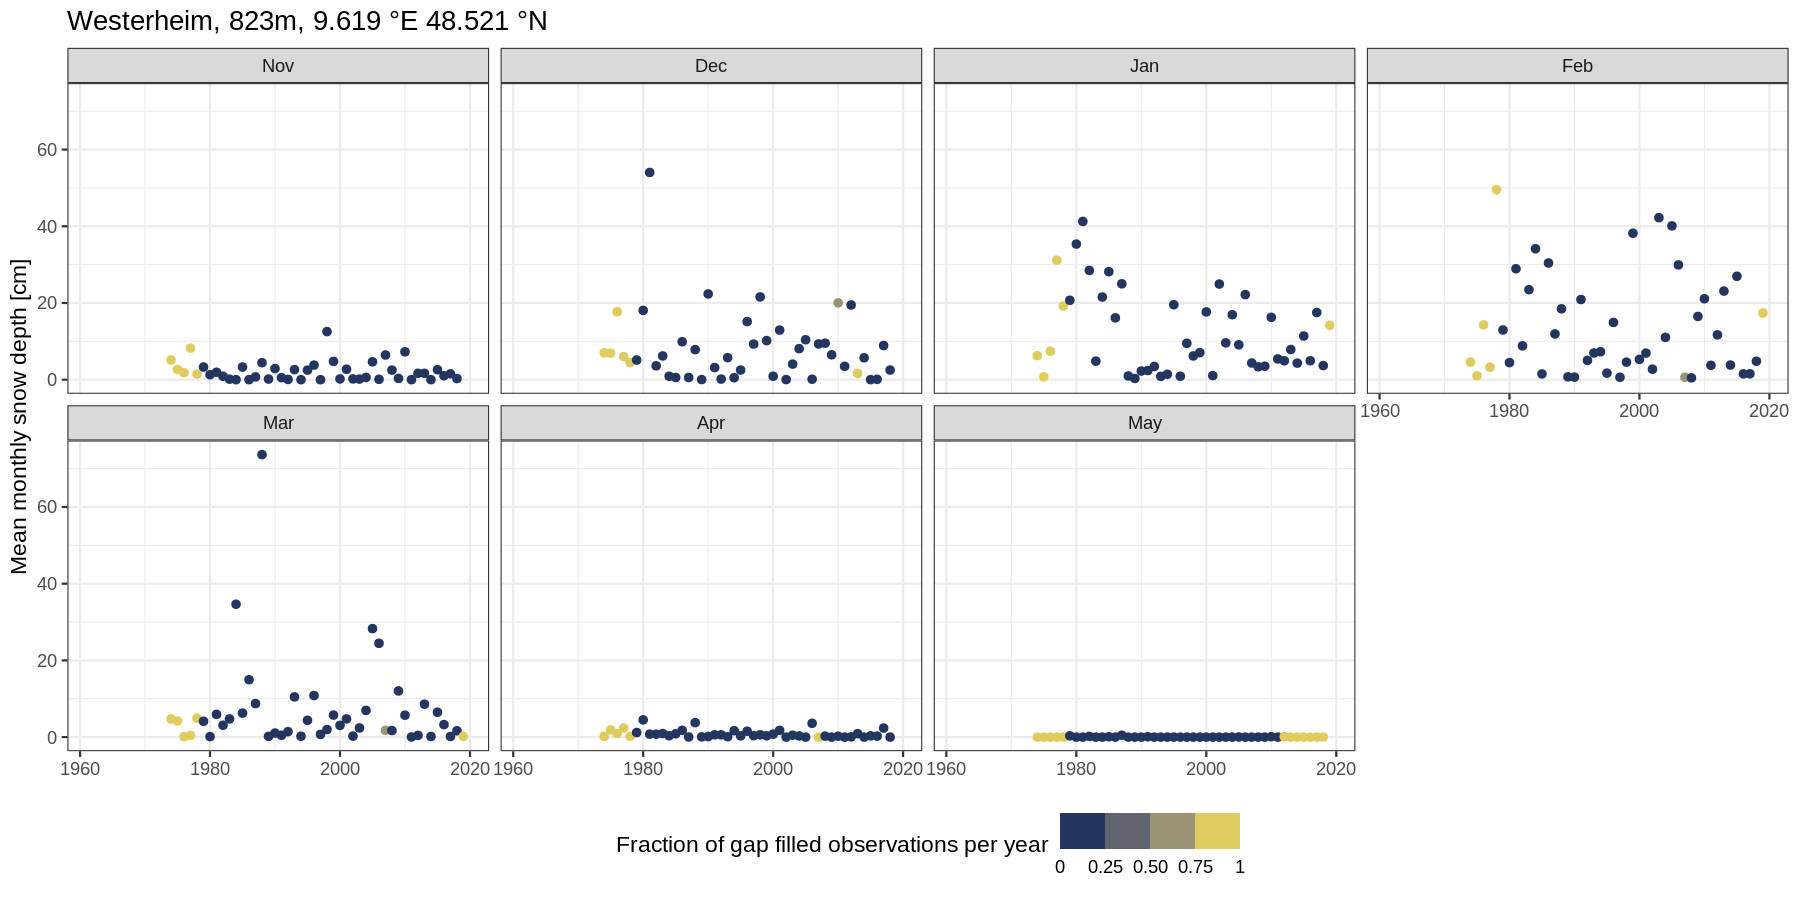 Westerheim, 823m, 9.619 °E 48.521 °N
Nov Dec Jan Feb
60
40
20
0
1960 1980 2000 2020
Mean monthly snow depth [cm]
Mar Apr May
60
40
20
0
1960 1980 2000 2020 1960 1980 2000 2020 1960 1980 2000 2020
Fraction of gap filled observations per year
0 0.25 0.50 0.75 1